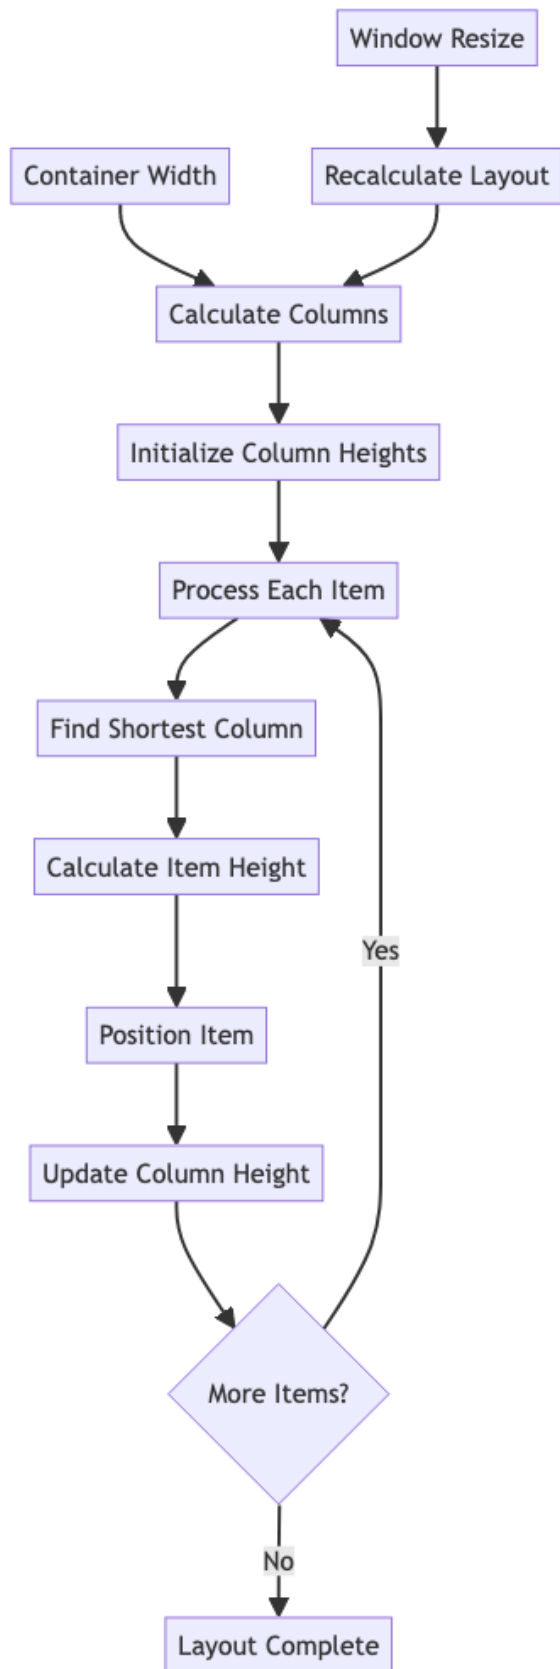 Window Resize
Container Width
Recalculate Layout
Calculate Columns
Initialize Column Heights
Process Each Item
Find Shortest Column
Calculate Item Height
Yes
Position Item
Update Column Height
More Items?
No
Layout Complete